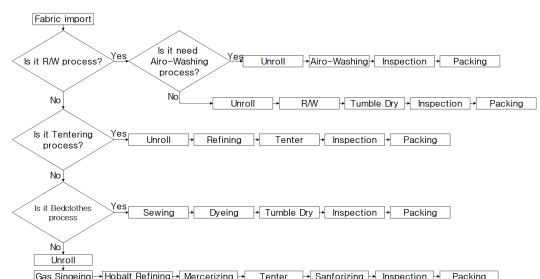 Fabric import
Is it R/W process?
Yes
Is it need
Airo-Washing
process?
Yes
Unroll
Airo-Washing
Inspection
Packing
No
Unroll
R/W
Tumble Dry
Inspection
Packing
No
Is it Tentering
process?
Yes
Unroll
Refining
Tenter
Inspection
Packing
No
Is it Bedclothes
process
Yes
Sewing
Dyeing
Tumble Dry
Inspection
Packing
No
Unroll
Gas Singeing
Hobalt Refining
Mercerizing
Tenter
Sanforizing
Inspection
Packing